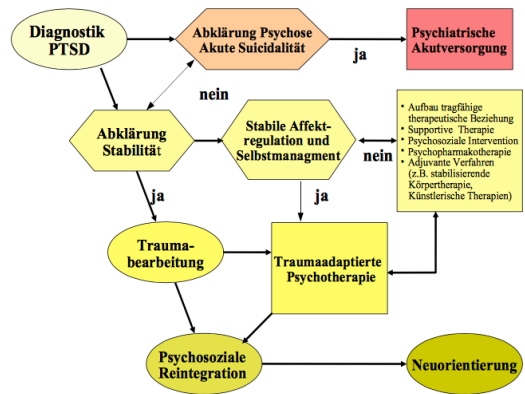 Diagnostik
PTSD
Abklärung Psychose
Akute Suicidalität
ja
Psychiatrische
Akutversorgung
nein
Abklärung
Stabilität
Stabile Affekt-
regulation und
Selbstmanagment
nein
• Aufbau tragfähige
therapeutische Beziehung
• Supportive Therapie
• Psychosoziale Intervention
• Psychopharmakotherapie
• Adjuvante Verfahren
(z.B. stabilisierende
Körpertherapie,
Künstlerische Therapien)
ja
ja
Trauma-
bearbeitung
Traumaadaptierte
Psychotherapie
Psychosoziale
Reintegration
Neuorientierung